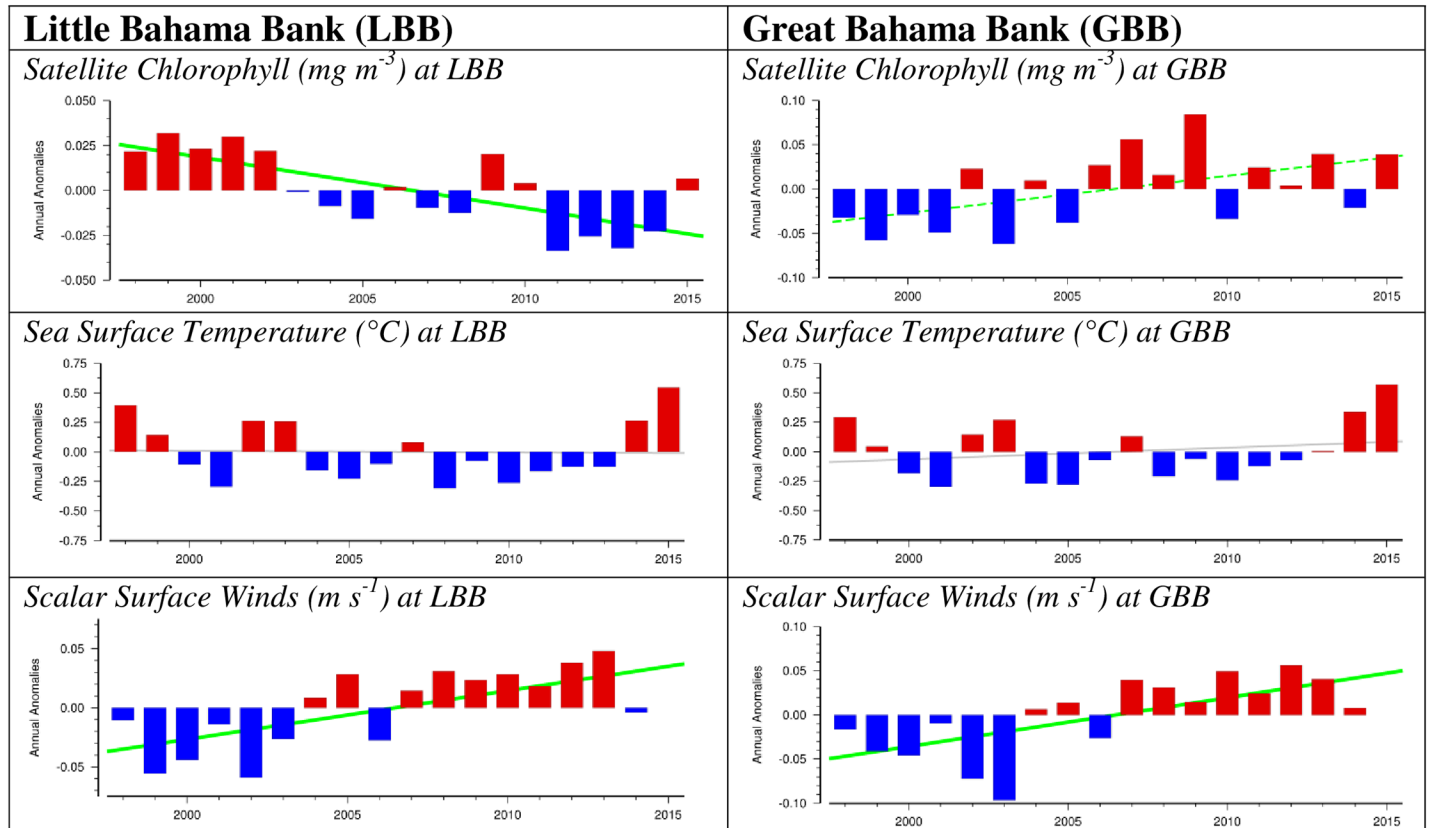 Little Bahama Bank (LBB)
Great Bahama Bank (GBB)
Satellite Chlorophyll (mg m-3) at LBB
0.050
0.025
0.000
-0.025
-0.050
Annual Anomalies
2000 2005 2010 2015
Satellite Chlorophyll (mg m-3) at GBB
0.10
0.05
0.00
-0.05
-0.10
Annual Anomalies
2000 2005 2010 2015
Sea Surface Temperature (°C) at LBB
0.75
0.50
0.25
0.00
-0.25
-0.50
-0.75
Annual Anomalies
2000 2005 2010 2015
Sea Surface Temperature (°C) at GBB
0.75
0.50
0.25
0.00
-0.25
-0.50
-0.75
Annual Anomalies
2000 2005 2010 2015
Scalar Surface Winds (m s-1) at LBB
0.05
0.00
-0.05
Annual Anomalies
2000 2005 2010 2015
Scalar Surface Winds (m s-1) at GBB
0.10
0.05
0.00
-0.05
-0.10
Annual Anomalies
2000 2005 2010 2015